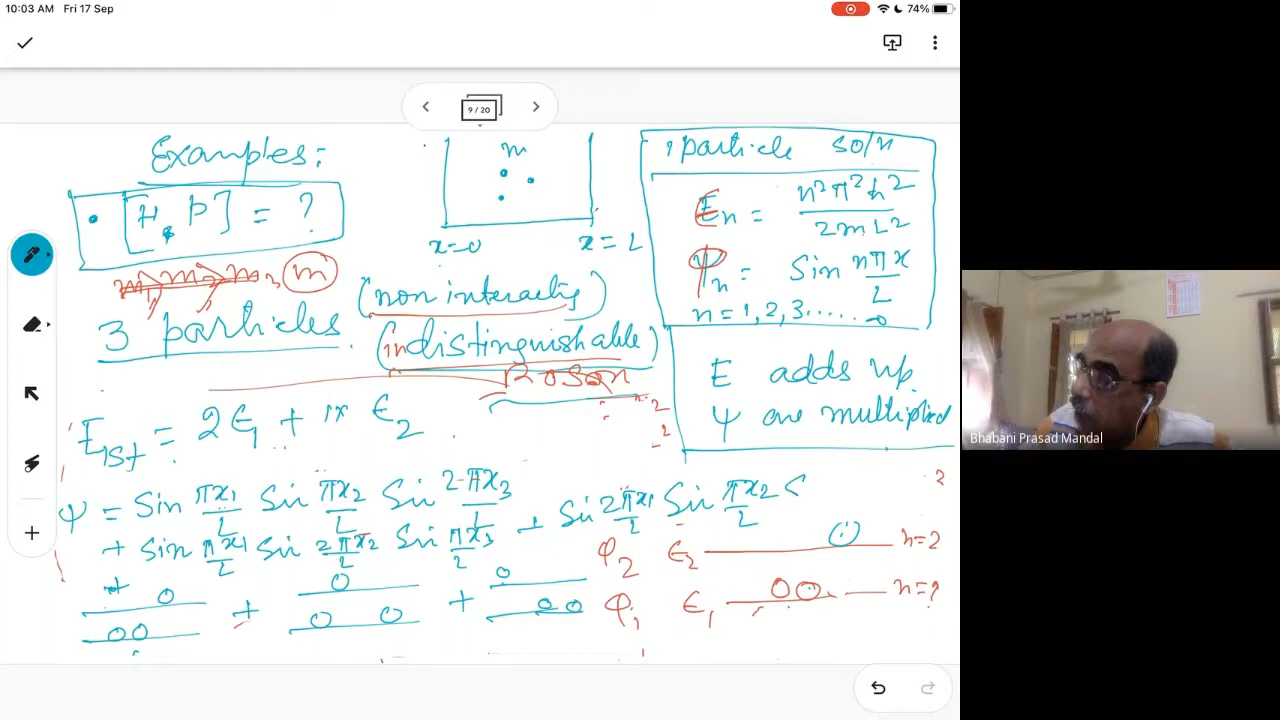 10:03 AM Fri 17 Sep
74%
9 / 20
Examples:
• [H, P] = ?
m
x=0
x = L
1 particle sol^n
E_n = n²π²ħ² / 2mL²
ψ_n = Sin nπx / L
n = 1, 2, 3......
m
3 particles
(non interacting)
(indistinguishable)
Boson
E adds up
ψ are multiplied
E_1st = 2ϵ_1 + 1x ϵ_2
ψ = Sin πx_1/L Sin πx_2/L Sin 2πx_3/L + Sin 2πx_1/L Sin πx_2/L S
+ Sin πx_1/L Sin 2πx_2/L Sin πx_3/L
+
φ_2 ϵ_2 n=2
+ +
φ_1 ϵ_1 n=1
Bhabani Prasad Mandal